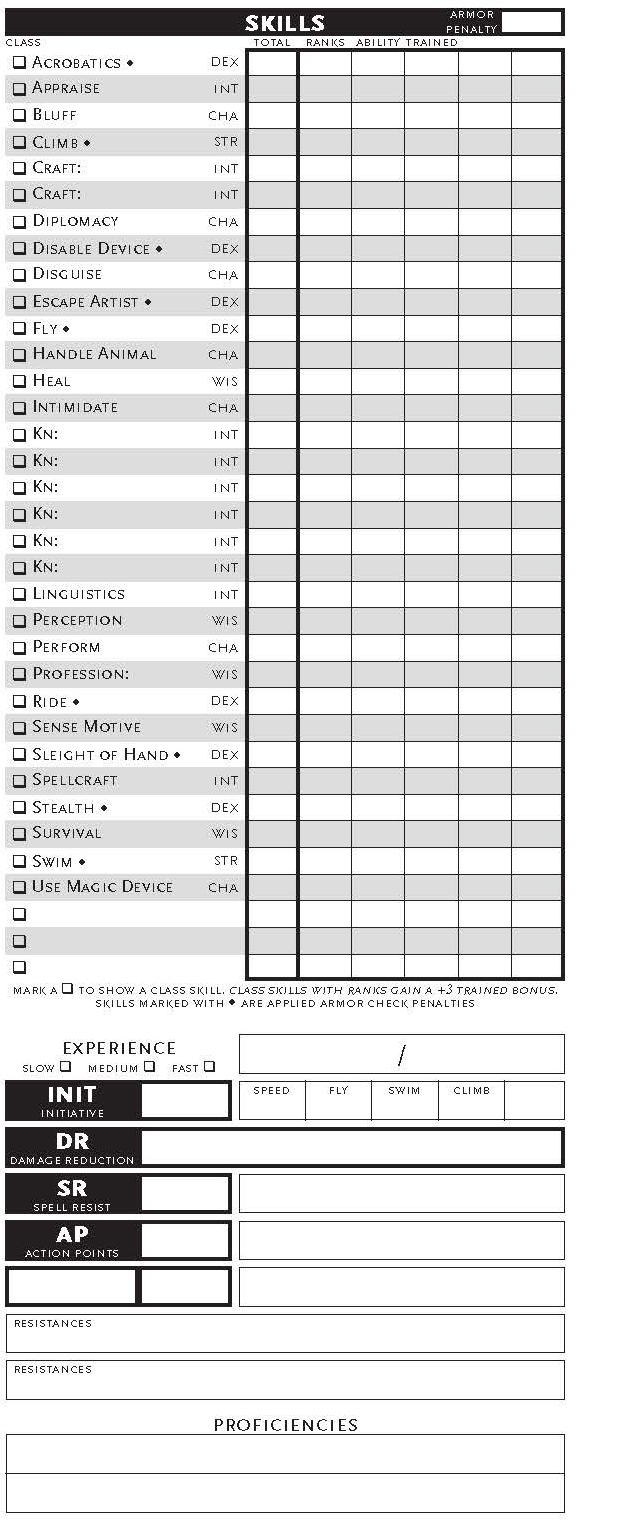 SKILLS ARMOR PENALTY
CLASS TOTAL RANKS ABILITY TRAINED
❏ ACROBATICS ◆ DEX
❏ APPRAISE INT
❏ BLUFF CHA
❏ CLIMB ◆ STR
❏ CRAFT: INT
❏ CRAFT: INT
❏ DIPLOMACY CHA
❏ DISABLE DEVICE ◆ DEX
❏ DISGUISE CHA
❏ ESCAPE ARTIST ◆ DEX
❏ FLY ◆ DEX
❏ HANDLE ANIMAL CHA
❏ HEAL WIS
❏ INTIMIDATE CHA
❏ KN: INT
❏ KN: INT
❏ KN: INT
❏ KN: INT
❏ KN: INT
❏ KN: INT
❏ LINGUISTICS INT
❏ PERCEPTION WIS
❏ PERFORM CHA
❏ PROFESSION: WIS
❏ RIDE ◆ DEX
❏ SENSE MOTIVE WIS
❏ SLEIGHT OF HAND ◆ DEX
❏ SPELLCRAFT INT
❏ STEALTH ◆ DEX
❏ SURVIVAL WIS
❏ SWIM ◆ STR
❏ USE MAGIC DEVICE CHA
❏
❏
❏
MARK A ❏ TO SHOW A CLASS SKILL. CLASS SKILLS WITH RANKS GAIN A +3 TRAINED BONUS.
SKILLS MARKED WITH ◆ ARE APPLIED ARMOR CHECK PENALTIES
EXPERIENCE /
SLOW ❏ MEDIUM ❏ FAST ❏
INIT SPEED FLY SWIM CLIMB
INITIATIVE
DR
DAMAGE REDUCTION
SR
SPELL RESIST
AP
ACTION POINTS
RESISTANCES
RESISTANCES
PROFICIENCIES